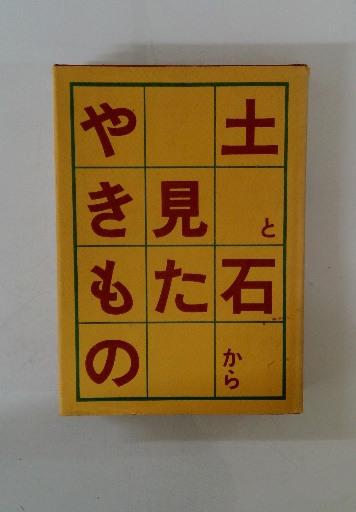 土と石から
見た
やきもの